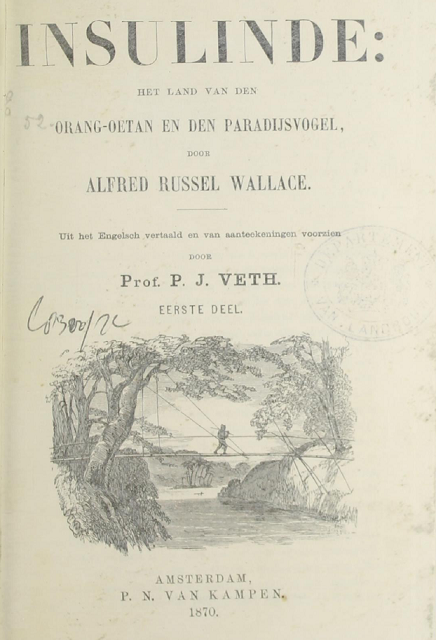 INSULINDE:
HET LAND VAN DEN
ORANG-OETAN EN DEN PARADIJSVOGEL,
DOOR
ALFRED RUSSEL WALLACE.
Uit het Engelsch vertaald en van aanteekeningen voorzien
DOOR
Prof. P. J. VETH.
EERSTE DEEL.
AMSTERDAM,
P. N. VAN KAMPEN.
1870.